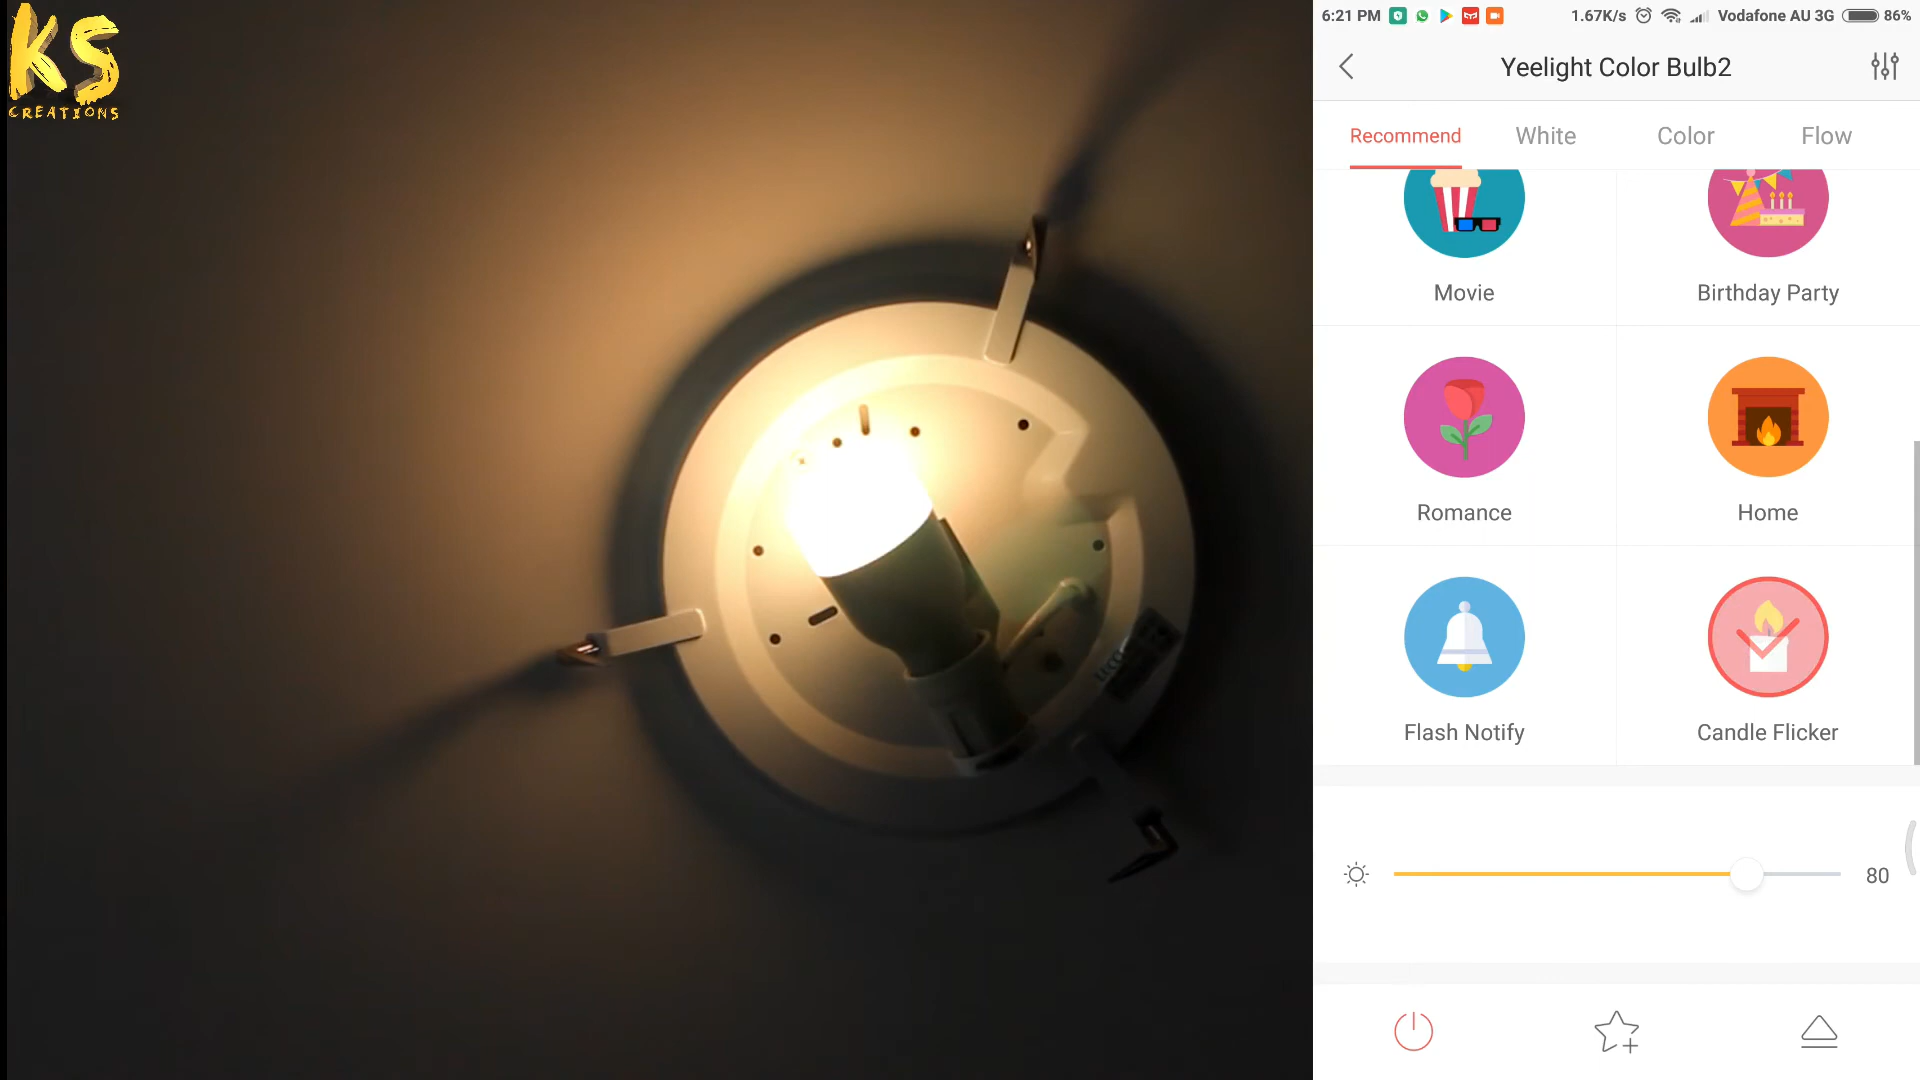 KS
CREATIONS
6:21 PM
1.67K/s
Vodafone AU 3G
86%
Yeelight Color Bulb2
Recommend
White
Color
Flow
Movie
Birthday Party
Romance
Home
Flash Notify
Candle Flicker
80